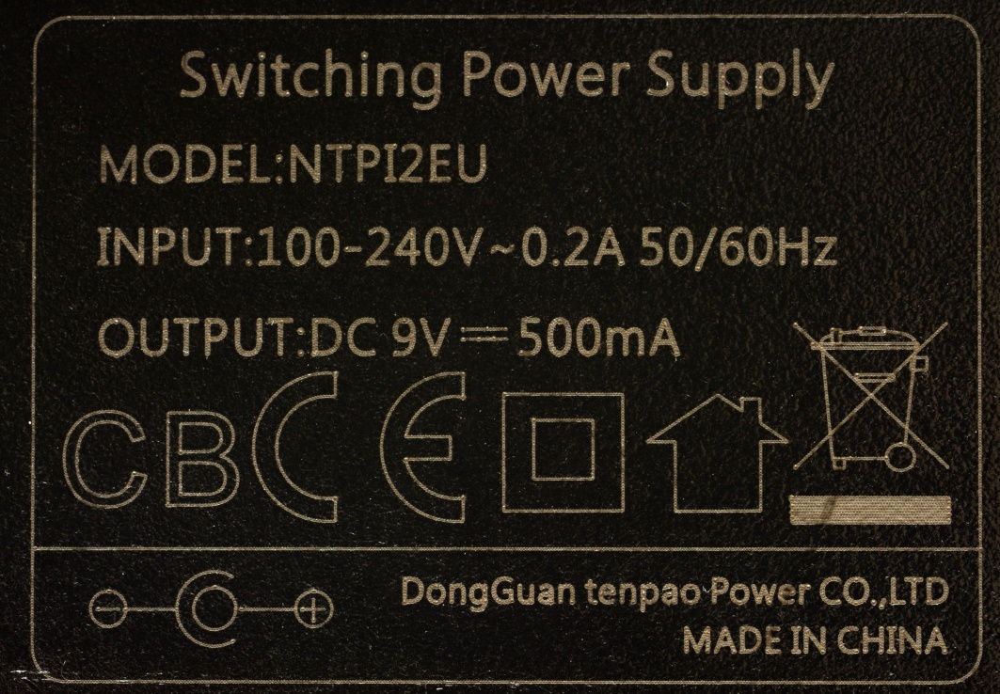 Switching Power Supply
MODEL:NTPI2EU
INPUT:100-240V~0.2A 50/60Hz
OUTPUT:DC 9V⎓500mA
CB CE
DongGuan tenpao Power CO.,LTD
MADE IN CHINA